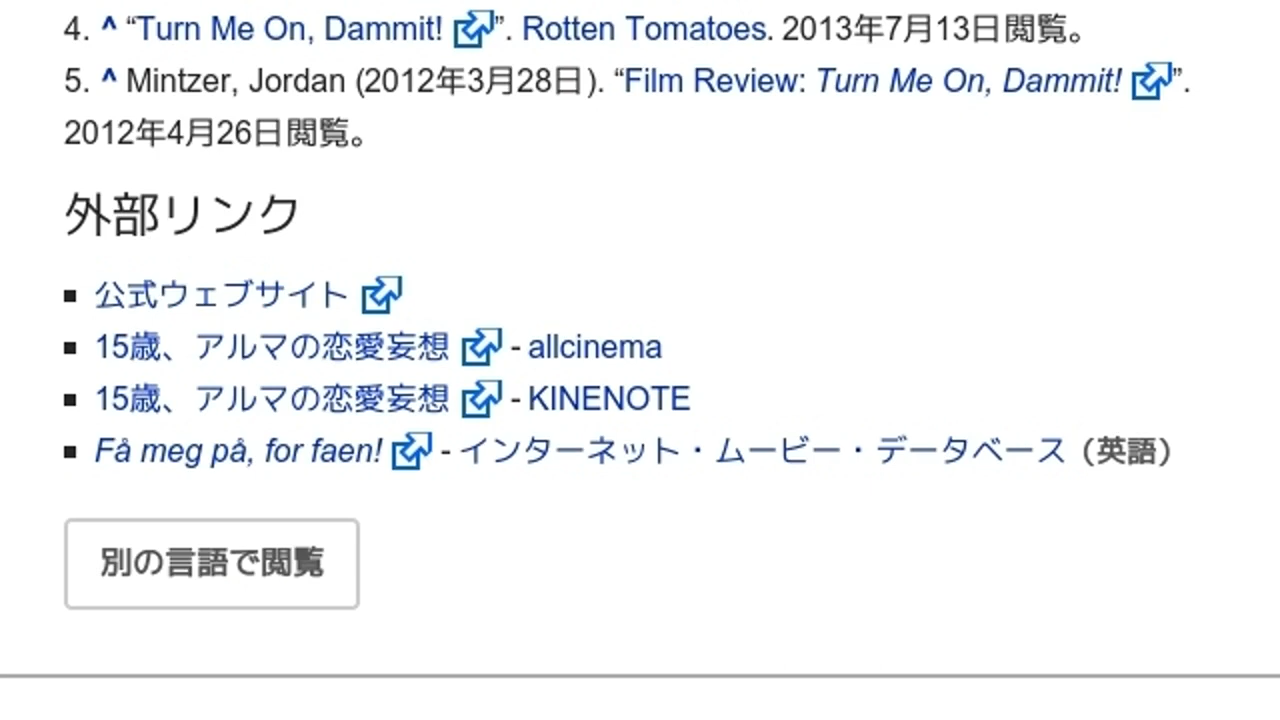 4. ^ “Turn Me On, Dammit! ”. Rotten Tomatoes. 2013年7月13日閲覧。
5. ^ Mintzer, Jordan (2012年3月28日). “Film Review: Turn Me On, Dammit! ”.
2012年4月26日閲覧。
外部リンク
公式ウェブサイト
15歳、アルマの恋愛妄想 - allcinema
15歳、アルマの恋愛妄想 - KINENOTE
Få meg på, for faen! - インターネット・ムービー・データベース（英語）
別の言語で閲覧